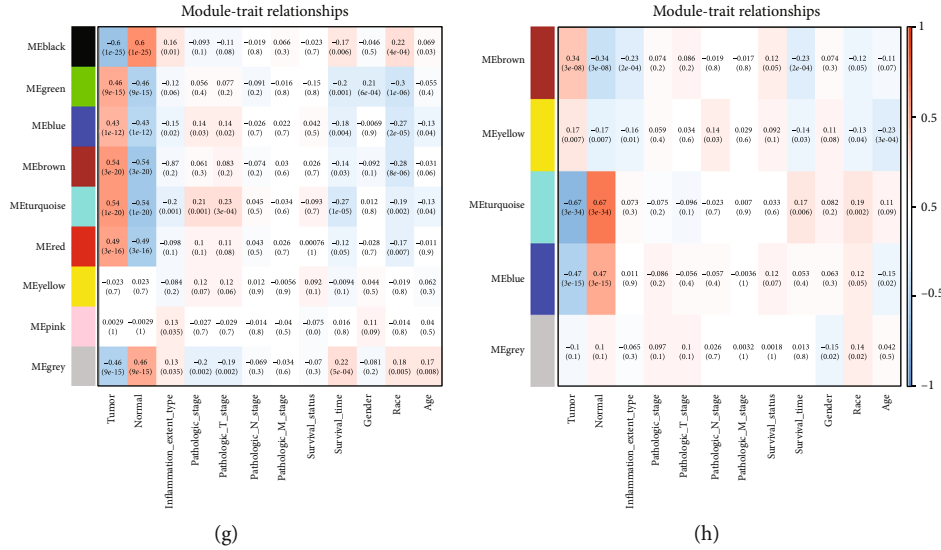 Module-trait relationships
MEblack
−0.6 0.6 0.16 −0.093 −0.11 −0.019 0.066 −0.023 −0.17 −0.046 0.22 0.069
(1e-25) (1e-25) (0.01) (0.1) (0.08) (0.8) (0.3) (0.7) (0.006) (0.5) (4e-04) (0.03)
MEgreen
0.46 −0.46 −0.12 0.056 0.077 −0.091 −0.016 −0.15 −0.2 0.21 −0.3 −0.055
(9e-15) (9e-15) (0.06) (0.4) (0.2) (0.2) (0.8) (0.8) (0.001) (6e-04) (1e-06) (0.4)
MEblue
0.43 −0.43 −0.15 0.14 0.14 −0.026 0.022 0.042 −0.18 −0.0069 −0.27 −0.13
(1e-12) (1e-12) (0.02) (0.03) (0.02) (0.7) (0.7) (0.5) (0.004) (0.9) (2e-05) (0.04)
MEbrown
0.54 −0.54 −0.87 0.061 0.083 −0.074 0.03 0.026 −0.14 −0.092 −0.28 −0.031
(3e-20) (3e-20) (0.2) (0.3) (0.2) (0.2) (0.6) (0.7) (0.03) (0.1) (8e-06) (0.06)
MEturquoise
0.54 −0.54 −0.2 0.21 0.23 0.045 −0.034 −0.093 −0.27 0.012 −0.19 −0.13
(1e-20) (1e-20) (0.001) (0.001) (3e-04) (0.5) (0.6) (0.1) (1e-05) (0.8) (0.002) (0.04)
MEred
0.49 −0.49 −0.098 0.1 0.11 0.043 0.026 0.00076 −0.12 −0.028 −0.17 −0.011
(3e-16) (3e-16) (0.1) (0.1) (0.08) (0.5) (0.7) (1) (0.05) (0.7) (0.007) (0.9)
MEyellow
−0.023 0.023 −0.084 0.12 0.12 0.012 −0.0056 0.092 −0.0094 0.044 −0.019 0.062
(0.7) (0.7) (0.2) (0.07) (0.06) (0.9) (0.9) (0.1) (0.1) (0.5) (0.8) (0.3)
MEpink
0.0029 −0.0029 0.13 −0.027 −0.029 −0.014 −0.04 −0.075 0.016 0.11 −0.014 0.04
(1) (1) (0.035) (0.7) (0.7) (0.8) (0.5) (0.0) (0.8) (0.09) (0.8) (0.5)
MEgrey
−0.46 0.46 0.13 −0.2 −0.19 −0.069 −0.034 −0.07 0.22 −0.081 0.18 0.17
(9e-15) (9e-15) (0.035) (0.002) (0.002) (0.3) (0.6) (0.3) (5e-04) (0.2) (0.005) (0.008)
Tumor
Normal
Inflammation_extent_type
Pathologic_stage
Pathologic_T_stage
Pathologic_N_stage
Pathologic_M_stage
Survival_status
Survival_time
Gender
Race
Age
(g)
Module-trait relationships
MEbrown
0.34 −0.34 −0.23 0.074 0.086 −0.019 −0.017 0.12 −0.23 0.074 −0.12 −0.11
(3e-08) (3e-08) (2e-04) (0.2) (0.2) (0.8) (0.8) (0.05) (2e-04) (0.3) (0.05) (0.07)
MEyellow
0.17 −0.17 −0.16 0.059 0.034 0.14 0.029 0.092 −0.14 0.11 −0.13 −0.23
(0.007) (0.007) (0.01) (0.4) (0.6) (0.03) (0.6) (0.1) (0.03) (0.08) (0.04) (3e-04)
MEturquoise
−0.67 0.67 0.073 −0.075 −0.096 −0.023 0.007 0.033 0.17 0.082 0.19 0.11
(3e-34) (3e-34) (0.3) (0.2) (0.1) (0.7) (0.9) (0.6) (0.006) (0.2) (0.002) (0.09)
MEblue
−0.47 0.47 0.011 −0.086 −0.056 −0.057 −0.0036 0.12 0.053 0.063 0.12 −0.15
(3e-15) (3e-15) (0.9) (0.2) (0.4) (0.4) (1) (0.07) (0.4) (0.3) (0.05) (0.02)
MEgrey
−0.1 0.1 −0.065 0.097 0.1 0.026 0.0032 0.0018 0.013 −0.15 0.14 0.042
(0.1) (0.1) (0.3) (0.1) (0.1) (0.7) (1) (1) (0.8) (0.02) (0.02) (0.5)
Tumor
Normal
Inflammation_extent_type
Pathologic_stage
Pathologic_T_stage
Pathologic_N_stage
Pathologic_M_stage
Survival_status
Survival_time
Gender
Race
Age
1
0.5
0.5
−0.5
−1
(h)